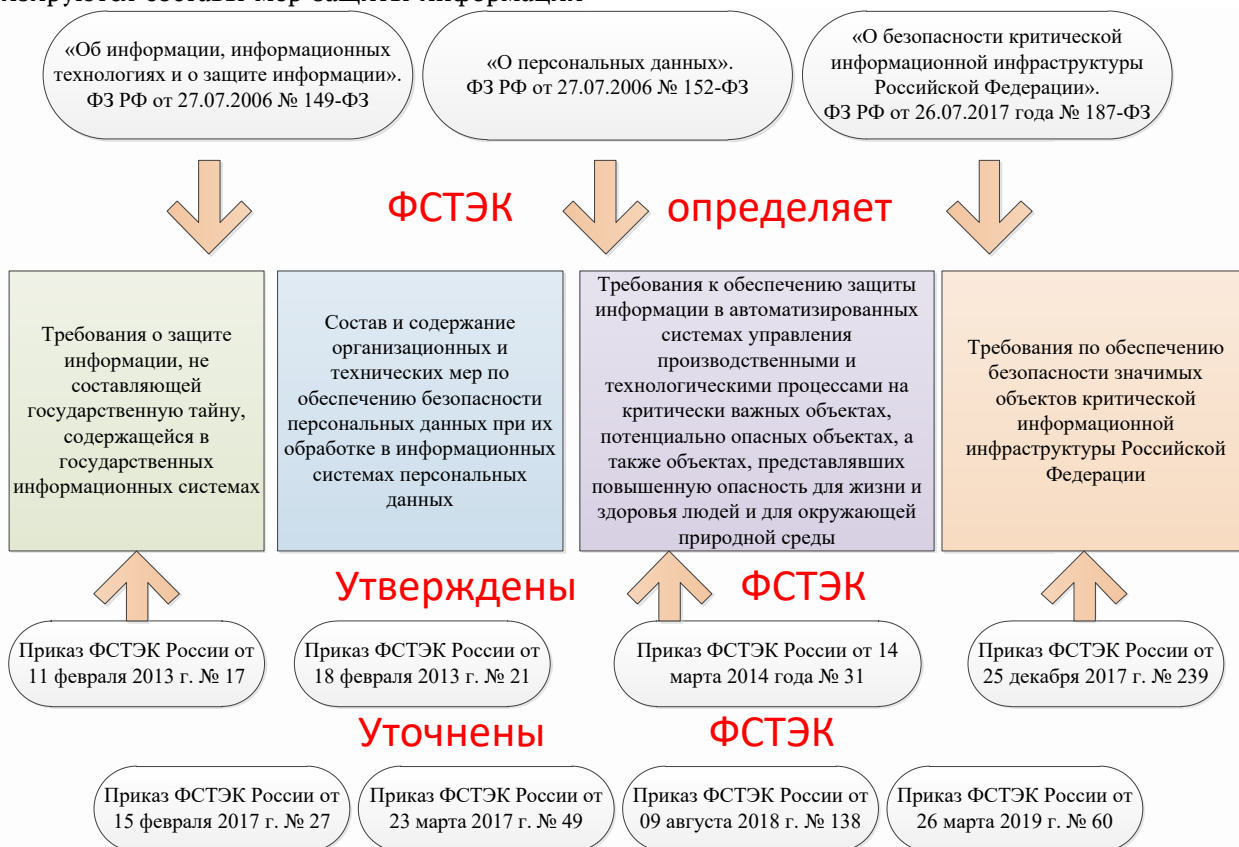 «Об информации, информационных
технологиях и о защите информации».
ФЗ РФ от 27.07.2006 № 149-ФЗ
«О персональных данных».
ФЗ РФ от 27.07.2006 № 152-ФЗ
«О безопасности критической
информационной инфраструктуры
Российской Федерации».
ФЗ РФ от 26.07.2017 года № 187-ФЗ
ФСТЭК определяет
Требования о защите
информации, не
составляющей
государственную тайну,
содержащейся в
государственных
информационных системах
Состав и содержание
организационных и
технических мер по
обеспечению безопасности
персональных данных при их
обработке в информационных
системах персональных
данных
Требования к обеспечению защиты
информации в автоматизированных
системах управления
производственными и
технологическими процессами на
критически важных объектах,
потенциально опасных объектах, а
также объектах, представлявших
повышенную опасность для жизни и
здоровья людей и для окружающей
природной среды
Требования по обеспечению
безопасности значимых
объектов критической
информационной
инфраструктуры Российской
Федерации
Утверждены ФСТЭК
Приказ ФСТЭК России от
11 февраля 2013 г. № 17
Приказ ФСТЭК России от
18 февраля 2013 г. № 21
Приказ ФСТЭК России от 14
марта 2014 года № 31
Приказ ФСТЭК России от
25 декабря 2017 г. № 239
Уточнены ФСТЭК
Приказ ФСТЭК России от
15 февраля 2017 г. № 27
Приказ ФСТЭК России от
23 марта 2017 г. № 49
Приказ ФСТЭК России от
09 августа 2018 г. № 138
Приказ ФСТЭК России от
26 марта 2019 г. № 60